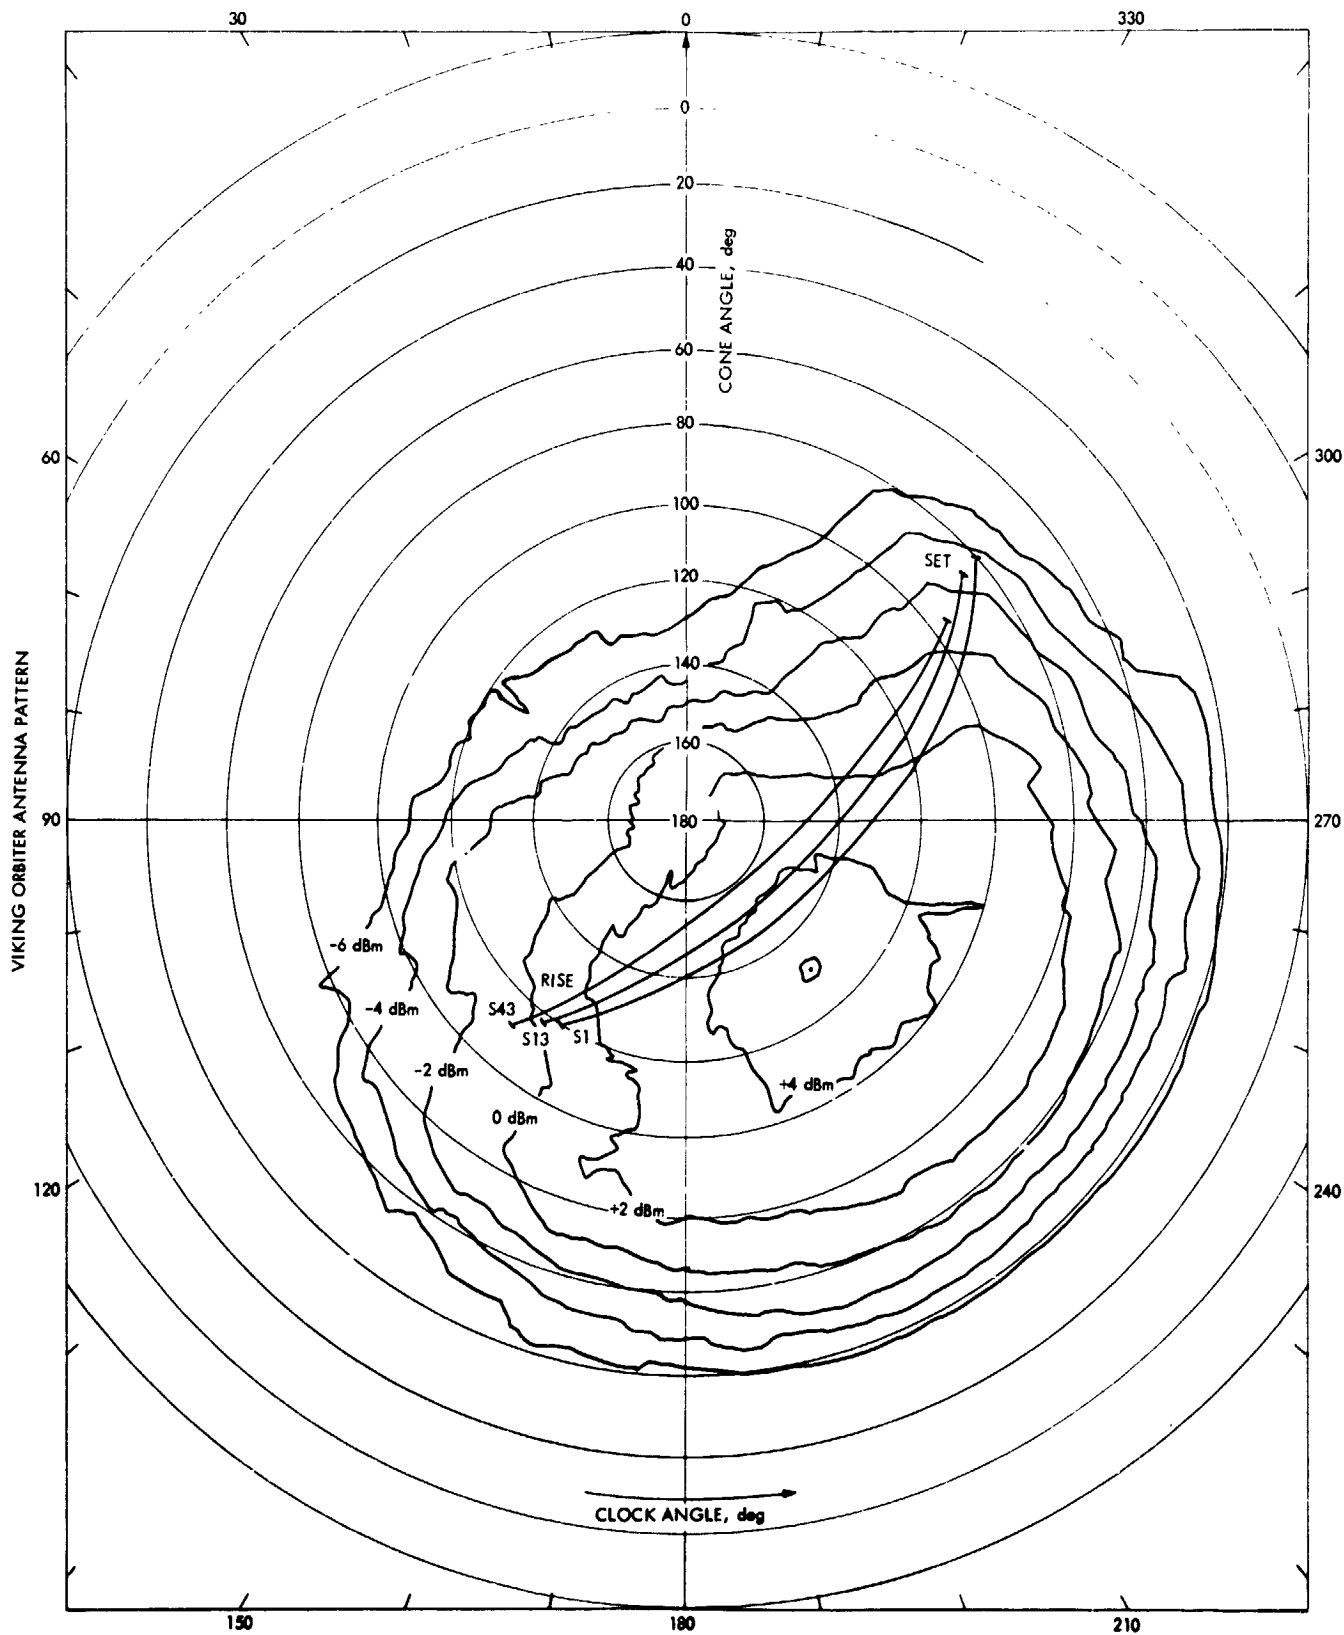 30
0
330
0
20
40
CONE ANGLE, deg
60
80
60
300
100
SET
120
140
VIKING ORBITER ANTENNA PATTERN
160
90
180
270
-6 dBm
RISE
S43
-4 dBm
S13
S1
-2 dBm
+4 dBm
0 dBm
120
240
+2 dBm
CLOCK ANGLE, deg
150
180
210